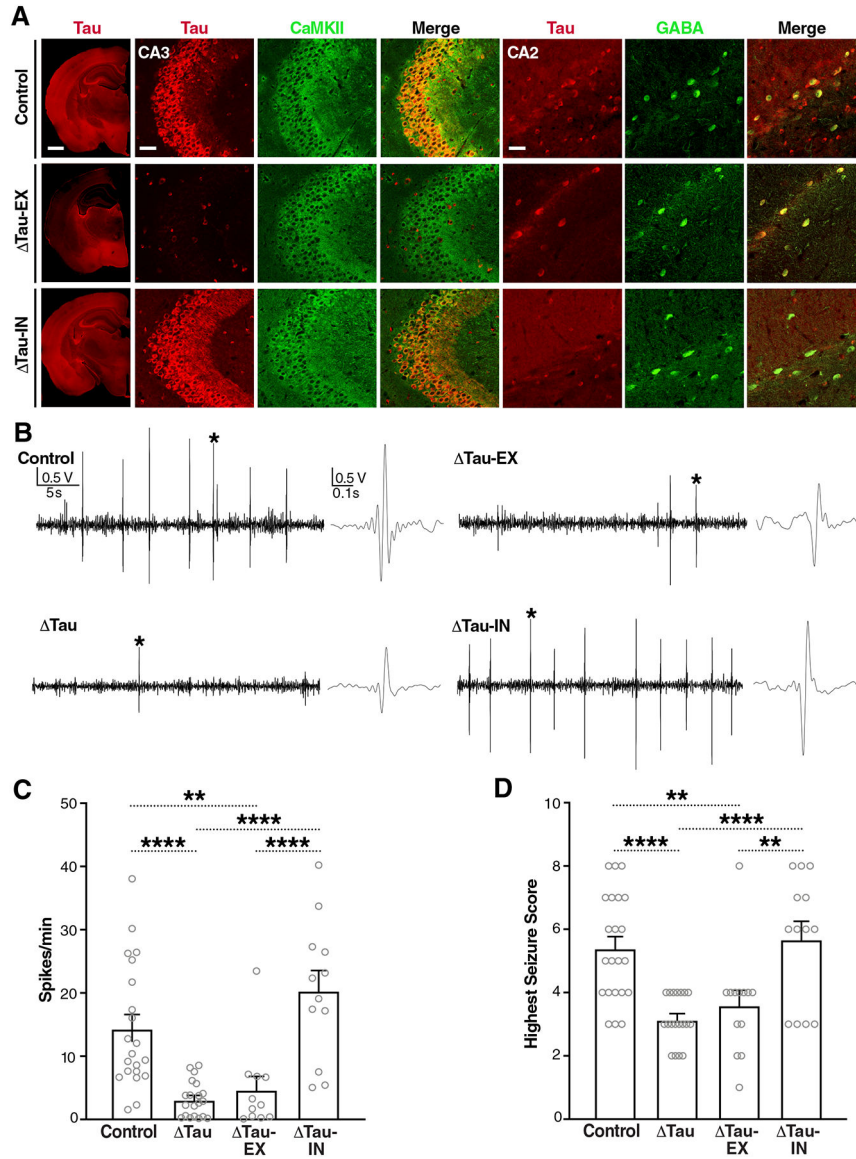 A
Tau Tau CaMKII Merge Tau GABA Merge
Control CA3 CA2
ΔTau-EX
ΔTau-IN
B
Control * ΔTau-EX *
0.5 V 0.5 V
5s 0.1s
ΔTau * ΔTau-IN *
C
Spikes/min
50
40
30
20
10
0
**
****
**** ****
Control ΔTau ΔTau-EX ΔTau-IN
D
Highest Seizure Score
10
8
6
4
2
0
**
****
**** **
Control ΔTau ΔTau-EX ΔTau-IN